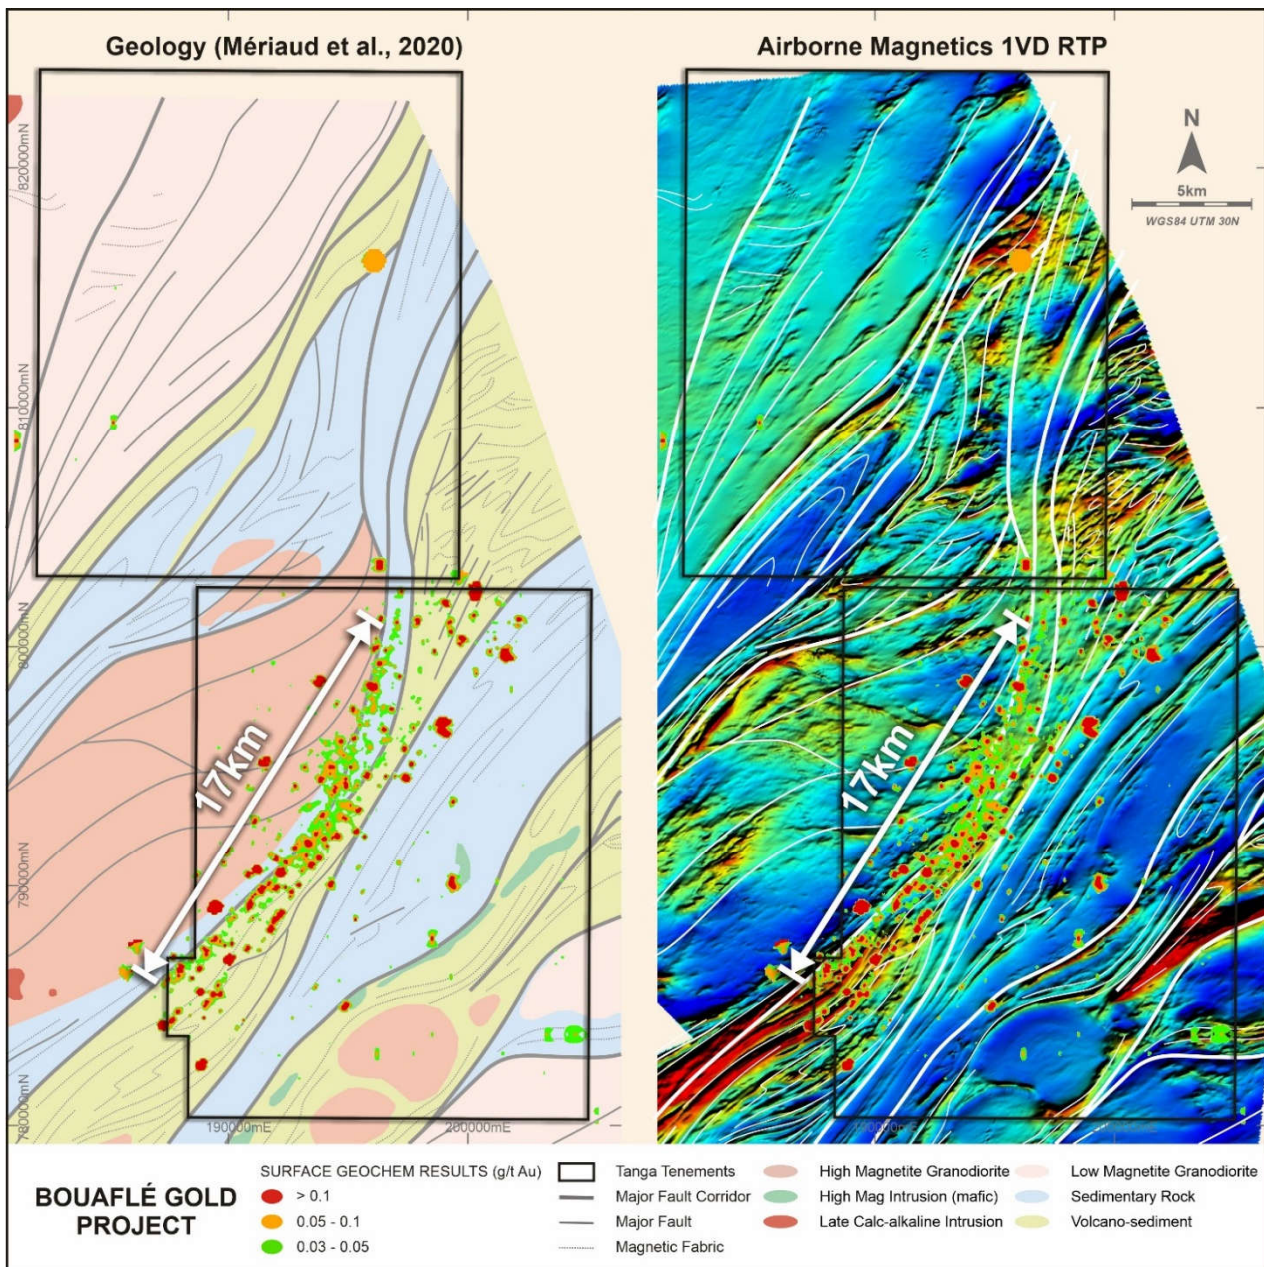 Geology (Mériaud et al., 2020)
Airborne Magnetics 1VD RTP
N
5km
WGS84 UTM 30N
820000mN
810000mN
800000mN
790000mN
780000mN
17km
17km
190000mE
200000mE
BOUAFLÉ GOLD
PROJECT
SURFACE GEOCHEM RESULTS (g/t Au)
> 0.1
0.05 - 0.1
0.03 - 0.05
Tanga Tenements
Major Fault Corridor
Major Fault
Magnetic Fabric
High Magnetite Granodiorite
High Mag Intrusion (mafic)
Late Calc-alkaline Intrusion
Low Magnetite Granodiorite
Sedimentary Rock
Volcano-sediment